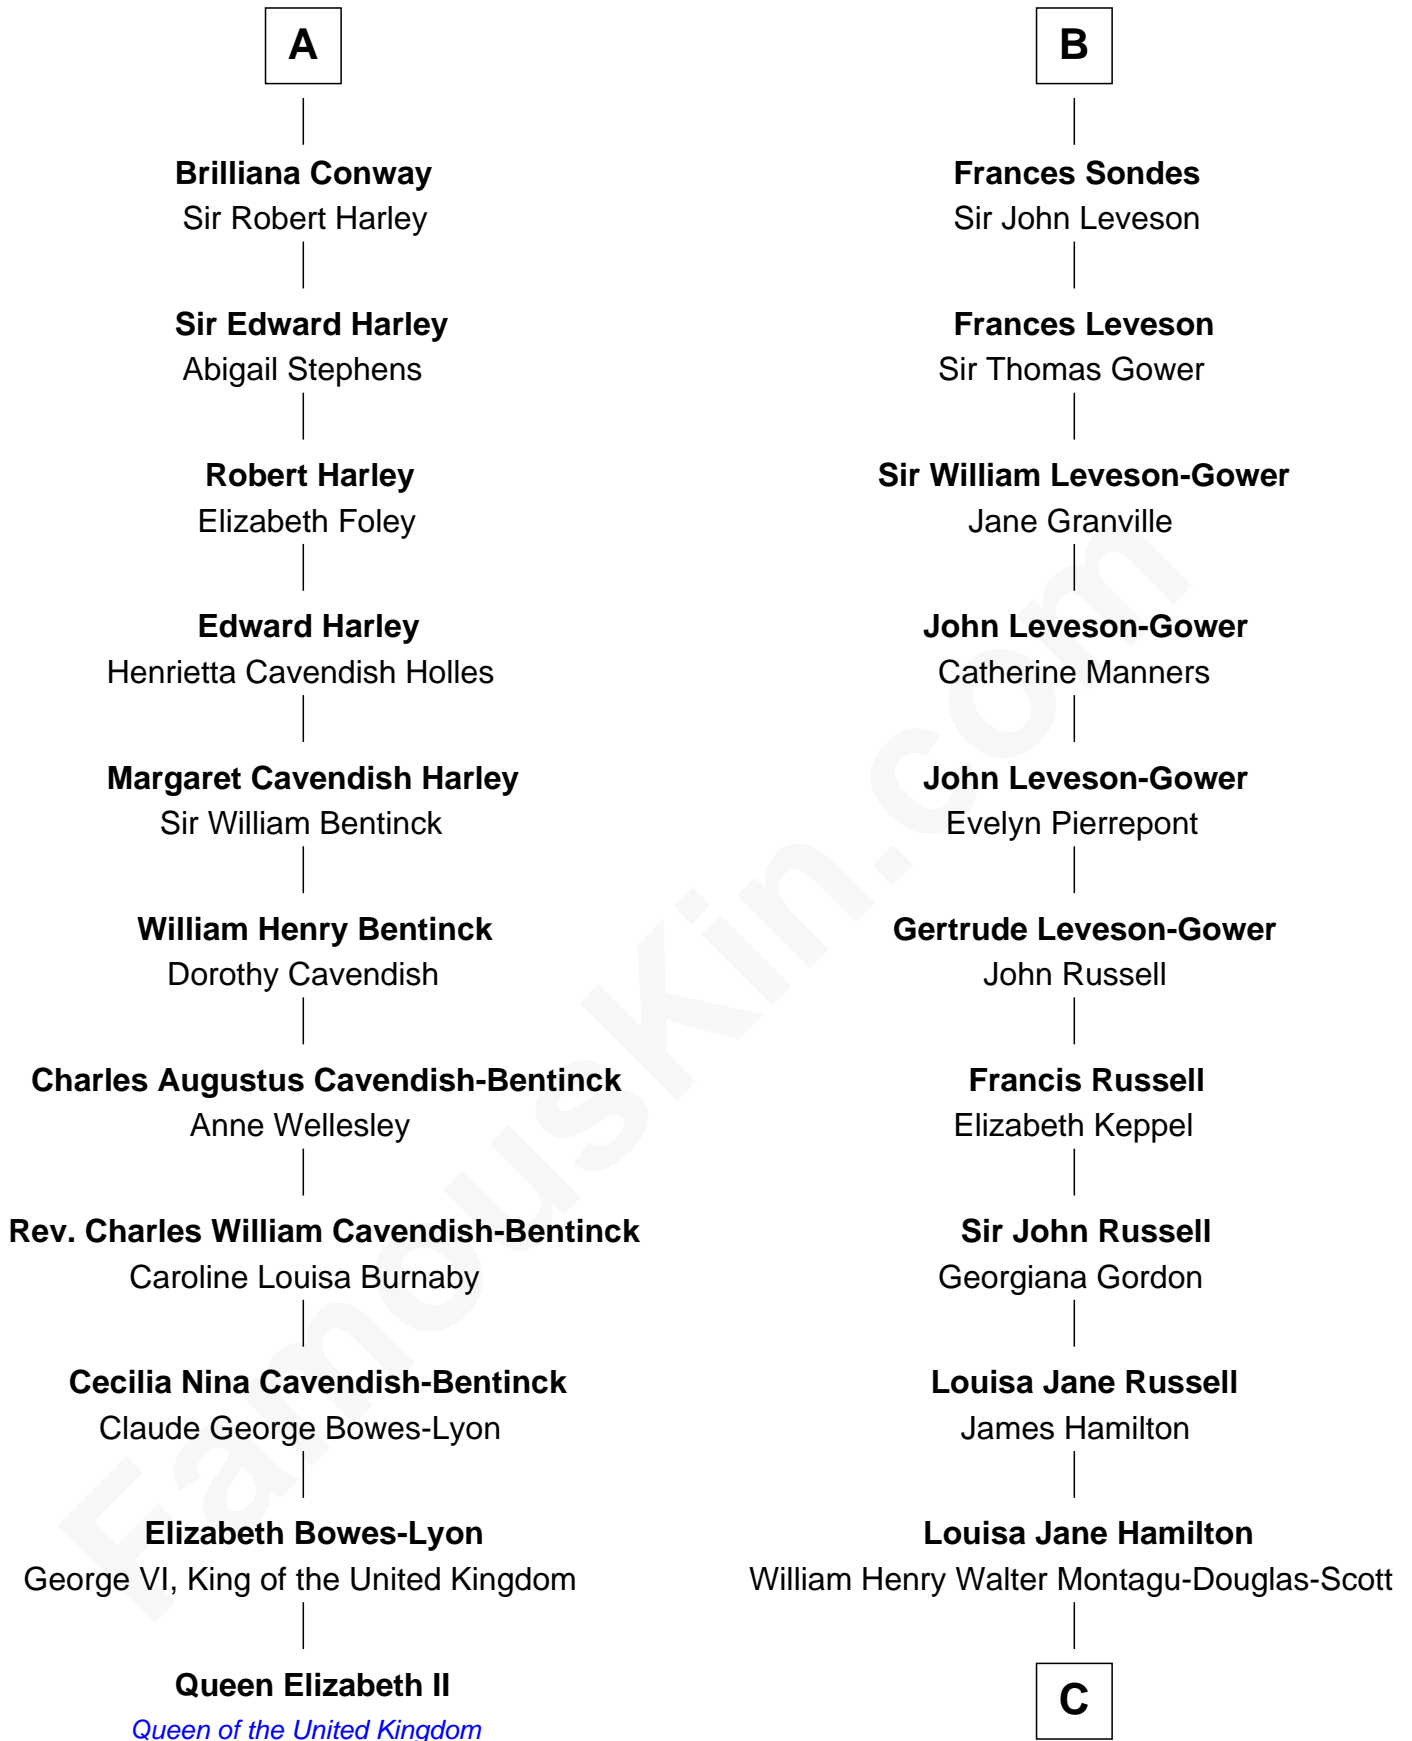 A
Brilliana Conway
Sir Robert Harley
Sir Edward Harley
Abigail Stephens
Robert Harley
Elizabeth Foley
Edward Harley
Henrietta Cavendish Holles
Margaret Cavendish Harley
Sir William Bentinck
William Henry Bentinck
Dorothy Cavendish
Charles Augustus Cavendish-Bentinck
Anne Wellesley
Rev. Charles William Cavendish-Bentinck
Caroline Louisa Burnaby
Cecilia Nina Cavendish-Bentinck
Claude George Bowes-Lyon
Elizabeth Bowes-Lyon
George VI, King of the United Kingdom
Queen Elizabeth II
Queen of the United Kingdom
B
Frances Sondes
Sir John Leveson
Frances Leveson
Sir Thomas Gower
Sir William Leveson-Gower
Jane Granville
John Leveson-Gower
Catherine Manners
John Leveson-Gower
Evelyn Pierrepont
Gertrude Leveson-Gower
John Russell
Francis Russell
Elizabeth Keppel
Sir John Russell
Georgiana Gordon
Louisa Jane Russell
James Hamilton
Louisa Jane Hamilton
William Henry Walter Montagu-Douglas-Scott
C
FamousKin.com